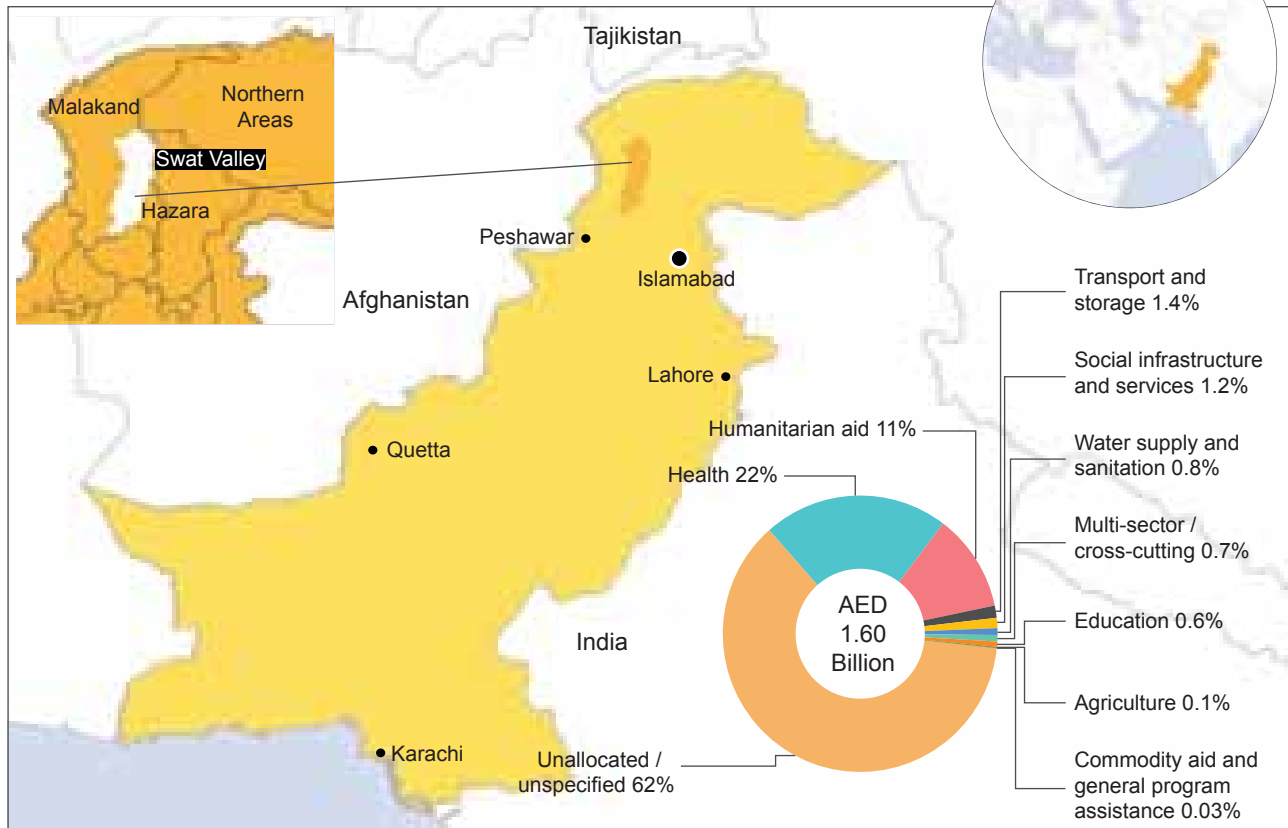 Tajikistan
Malakand
Northern
Areas
Swat Valley
Hazara
Peshawar
Islamabad
Afghanistan
Lahore
Quetta
India
Karachi
Transport and
storage 1.4%
Social infrastructure
and services 1.2%
Humanitarian aid 11%
Water supply and
sanitation 0.8%
Health 22%
Multi-sector /
cross-cutting 0.7%
AED
1.60
Billion
Education 0.6%
Agriculture 0.1%
Unallocated /
unspecified 62%
Commodity aid and
general program
assistance 0.03%